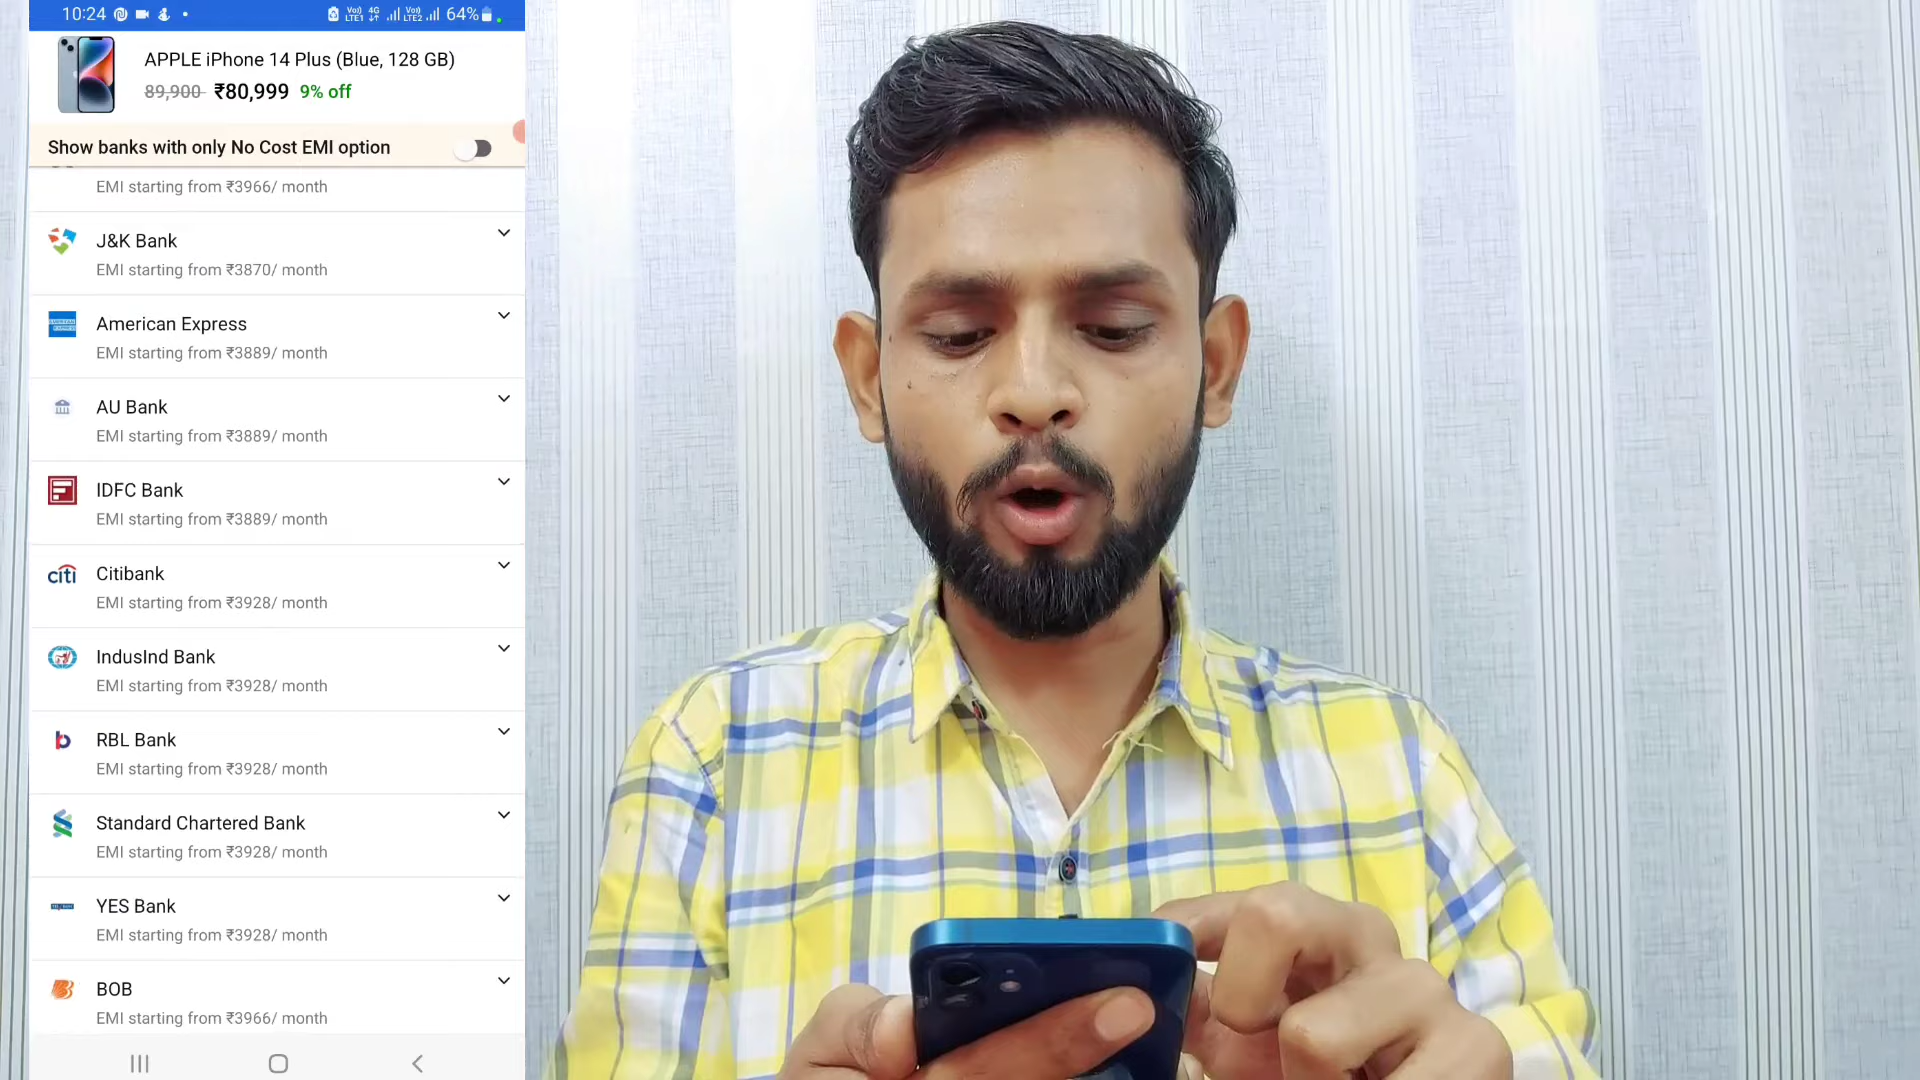 10:24 Vo)) LTE1 4G Vo)) LTE2 64%
APPLE iPhone 14 Plus (Blue, 128 GB)
89,900 ₹80,999 9% off
Show banks with only No Cost EMI option
EMI starting from ₹3966/ month
J&K Bank
EMI starting from ₹3870/ month
American Express
EMI starting from ₹3889/ month
AU Bank
EMI starting from ₹3889/ month
IDFC Bank
EMI starting from ₹3889/ month
citi Citibank
EMI starting from ₹3928/ month
IndusInd Bank
EMI starting from ₹3928/ month
b RBL Bank
EMI starting from ₹3928/ month
Standard Chartered Bank
EMI starting from ₹3928/ month
YES Bank
EMI starting from ₹3928/ month
BOB
EMI starting from ₹3966/ month